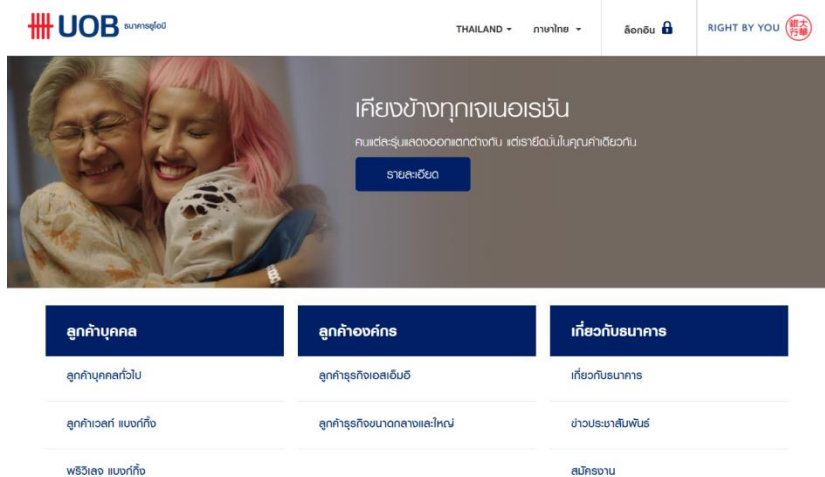 UOB ธนาคารยูโอบี
THAILAND
ภาษาไทย
ล็อกอิน
RIGHT BY YOU
銀大
行華
เคียงข้างทุกเจเนอเรชัน
คนแต่ละรุ่นแสดงออกแตกต่างกัน แต่เรายึดมั่นในคุณค่าเดียวกัน
รายละเอียด
ลูกค้าบุคคล
ลูกค้าองค์กร
เกี่ยวกับธนาคาร
ลูกค้าบุคคลทั่วไป
ลูกค้าธุรกิจเอสเอ็มอี
เกี่ยวกับธนาคาร
ลูกค้าเวลท์ แบงก์กิ้ง
ลูกค้าธุรกิจขนาดกลางและใหญ่
ข่าวประชาสัมพันธ์
พรีวิเลจ แบงก์กิ้ง
สมัครงาน